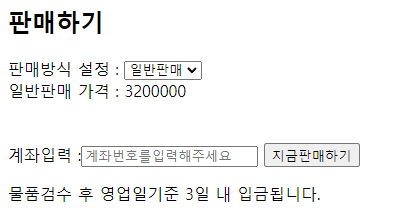 판매하기
판매방식 설정 : 일반판매
일반판매 가격 : 3200000
계좌입력 :계좌번호를입력해주세요 지금판매하기
물품검수 후 영업일기준 3일 내 입금됩니다.